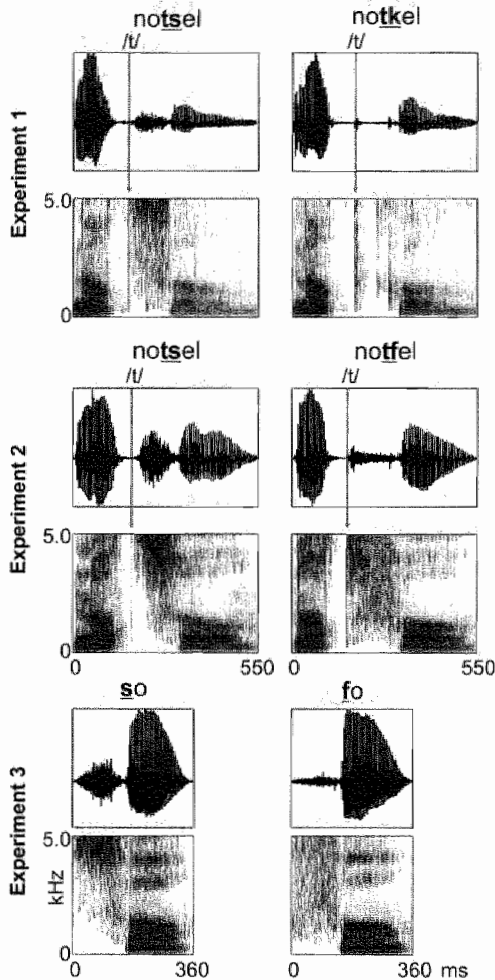 notsel notkel
/t/ /t/
Experiment 1
5.0
0
notsel notfel
/t/ /t/
Experiment 2
5.0
0
0 550 0 550
so fo
Experiment 3
5.0
kHz
0
0 360 0 360 ms